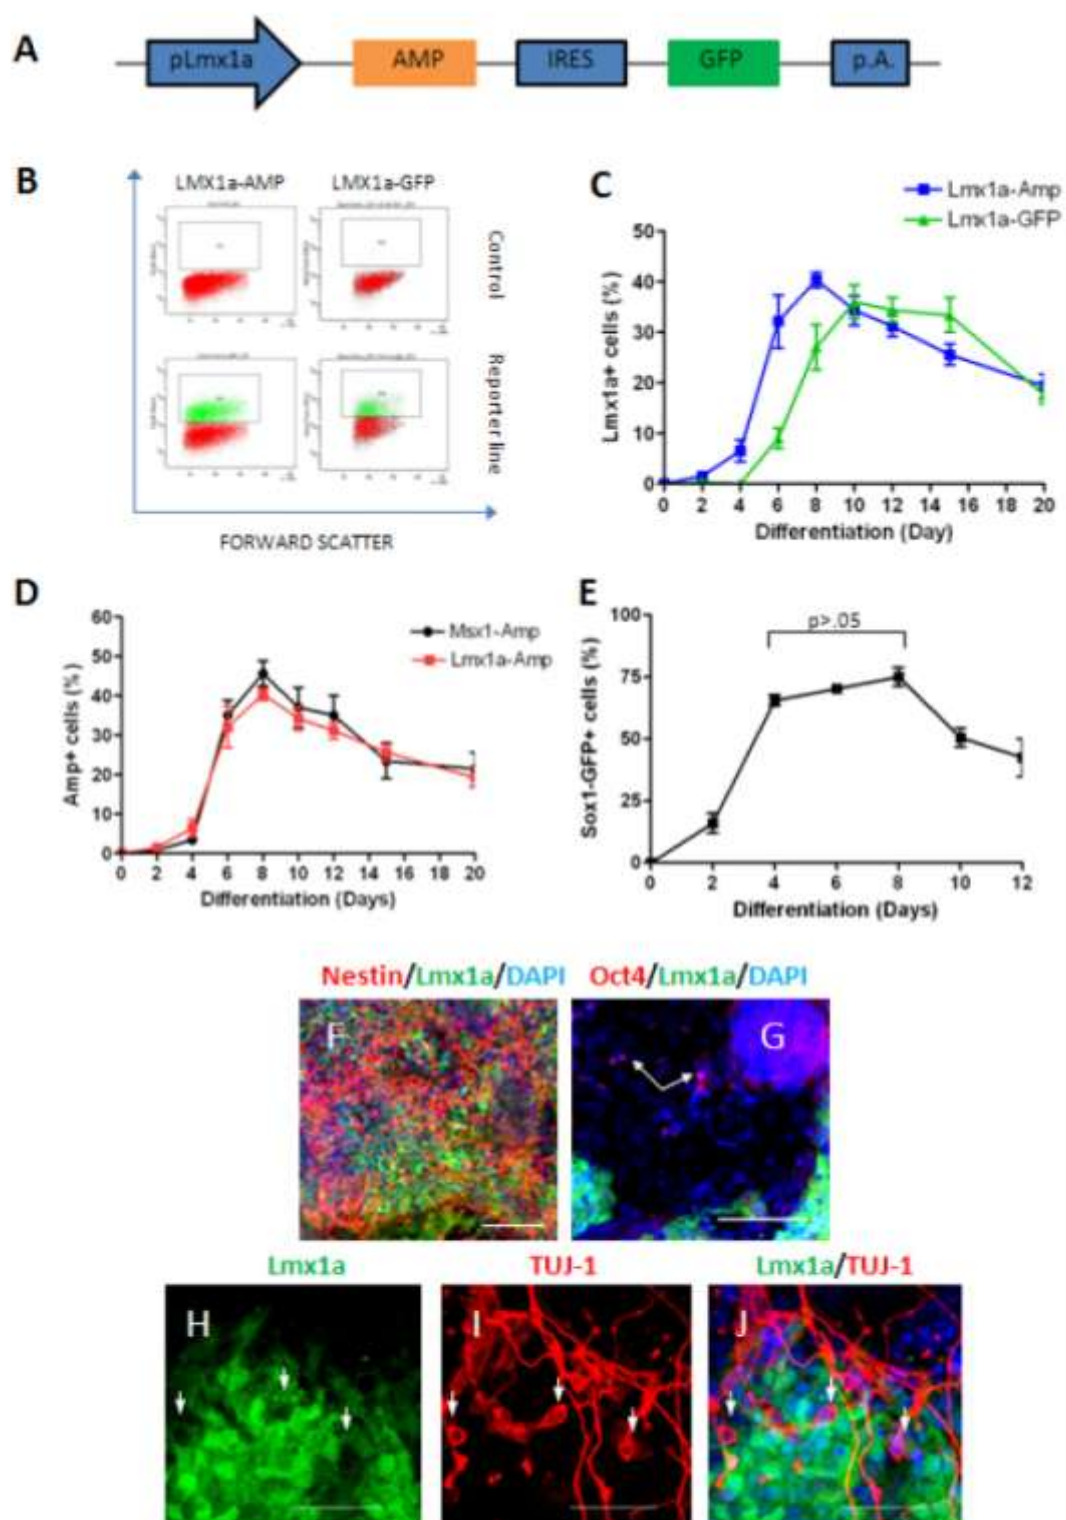 A
pLmx1a
AMP
IRES
GFP
p.A.
B
LMX1a-AMP
LMX1a-GFP
Control
Reporter line
FORWARD SCATTER
C
Lmx1a-Amp
Lmx1a-GFP
Lmx1a+ cells (%)
50
40
30
20
10
0
0 2 4 6 8 10 12 14 16 18 20
Differentiation (Day)
D
Msx1-Amp
Lmx1a-Amp
Amp+ cells (%)
60
50
40
30
20
10
0
0 2 4 6 8 10 12 14 16 18 20
Differentiation (Days)
E
p>.05
Sox1-GFP+ cells (%)
100
75
50
25
0
0 2 4 6 8 10 12
Differentiation (Days)
Nestin/Lmx1a/DAPI
Oct4/Lmx1a/DAPI
F
G
Lmx1a
TUJ-1
Lmx1a/TUJ-1
H
I
J